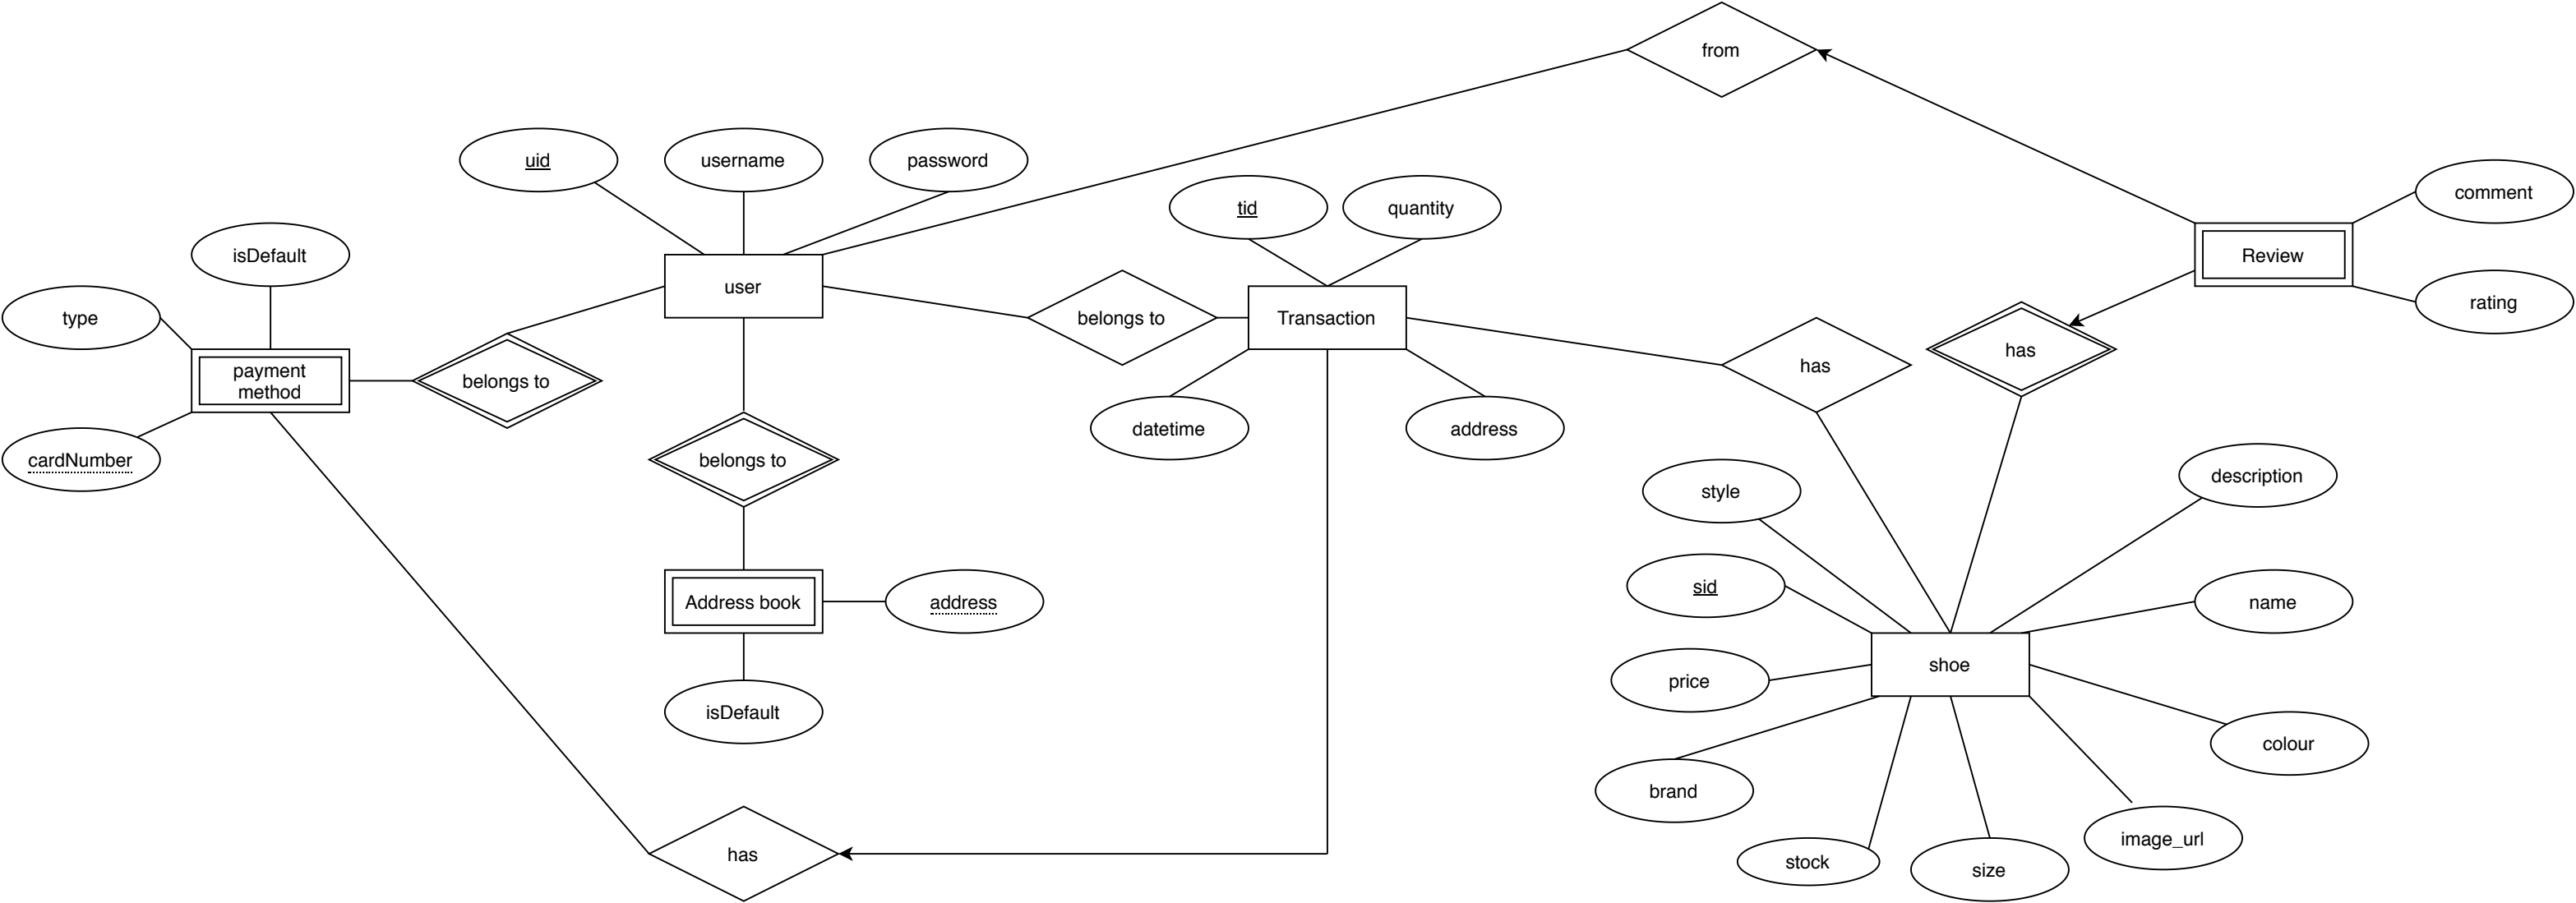 from
uid
username
password
comment
tid
quantity
isDefault
Review
user
rating
type
belongs to
Transaction
has
has
payment
method
belongs to
datetime
address
cardNumber
belongs to
description
style
sid
Address book
address
name
shoe
price
isDefault
colour
brand
image_url
has
stock
size